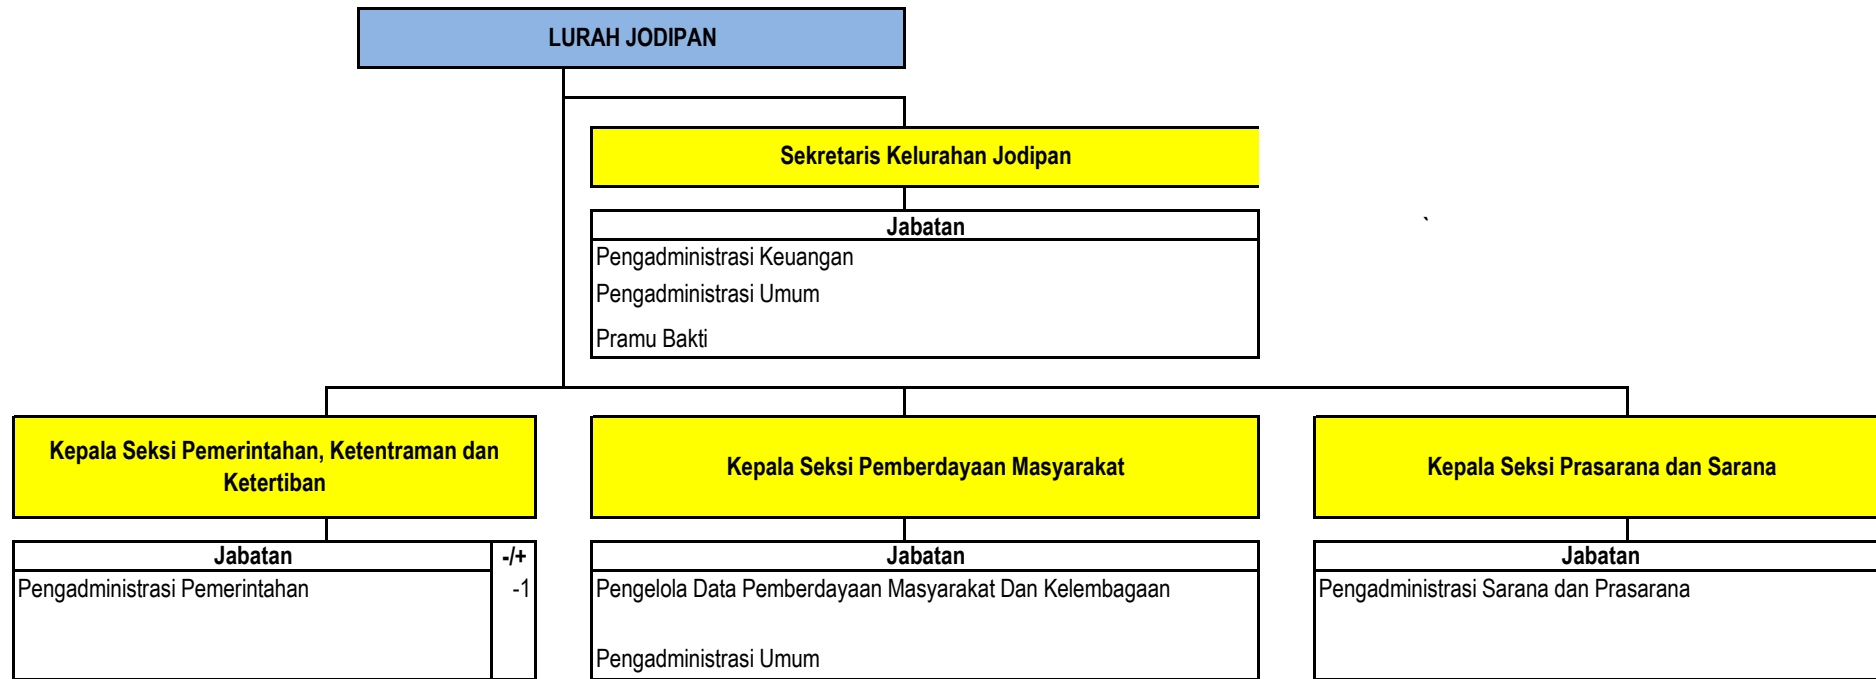 LURAH JODIPAN
Sekretaris Kelurahan Jodipan
Jabatan
`
Pengadministrasi Keuangan
Pengadministrasi Umum
Pramu Bakti
Kepala Seksi Pemerintahan, Ketentraman dan
Ketertiban
Kepala Seksi Pemberdayaan Masyarakat
Kepala Seksi Prasarana dan Sarana
Jabatan -/+
Pengadministrasi Pemerintahan -1
Jabatan
Pengelola Data Pemberdayaan Masyarakat Dan Kelembagaan
Pengadministrasi Umum
Jabatan
Pengadministrasi Sarana dan Prasarana